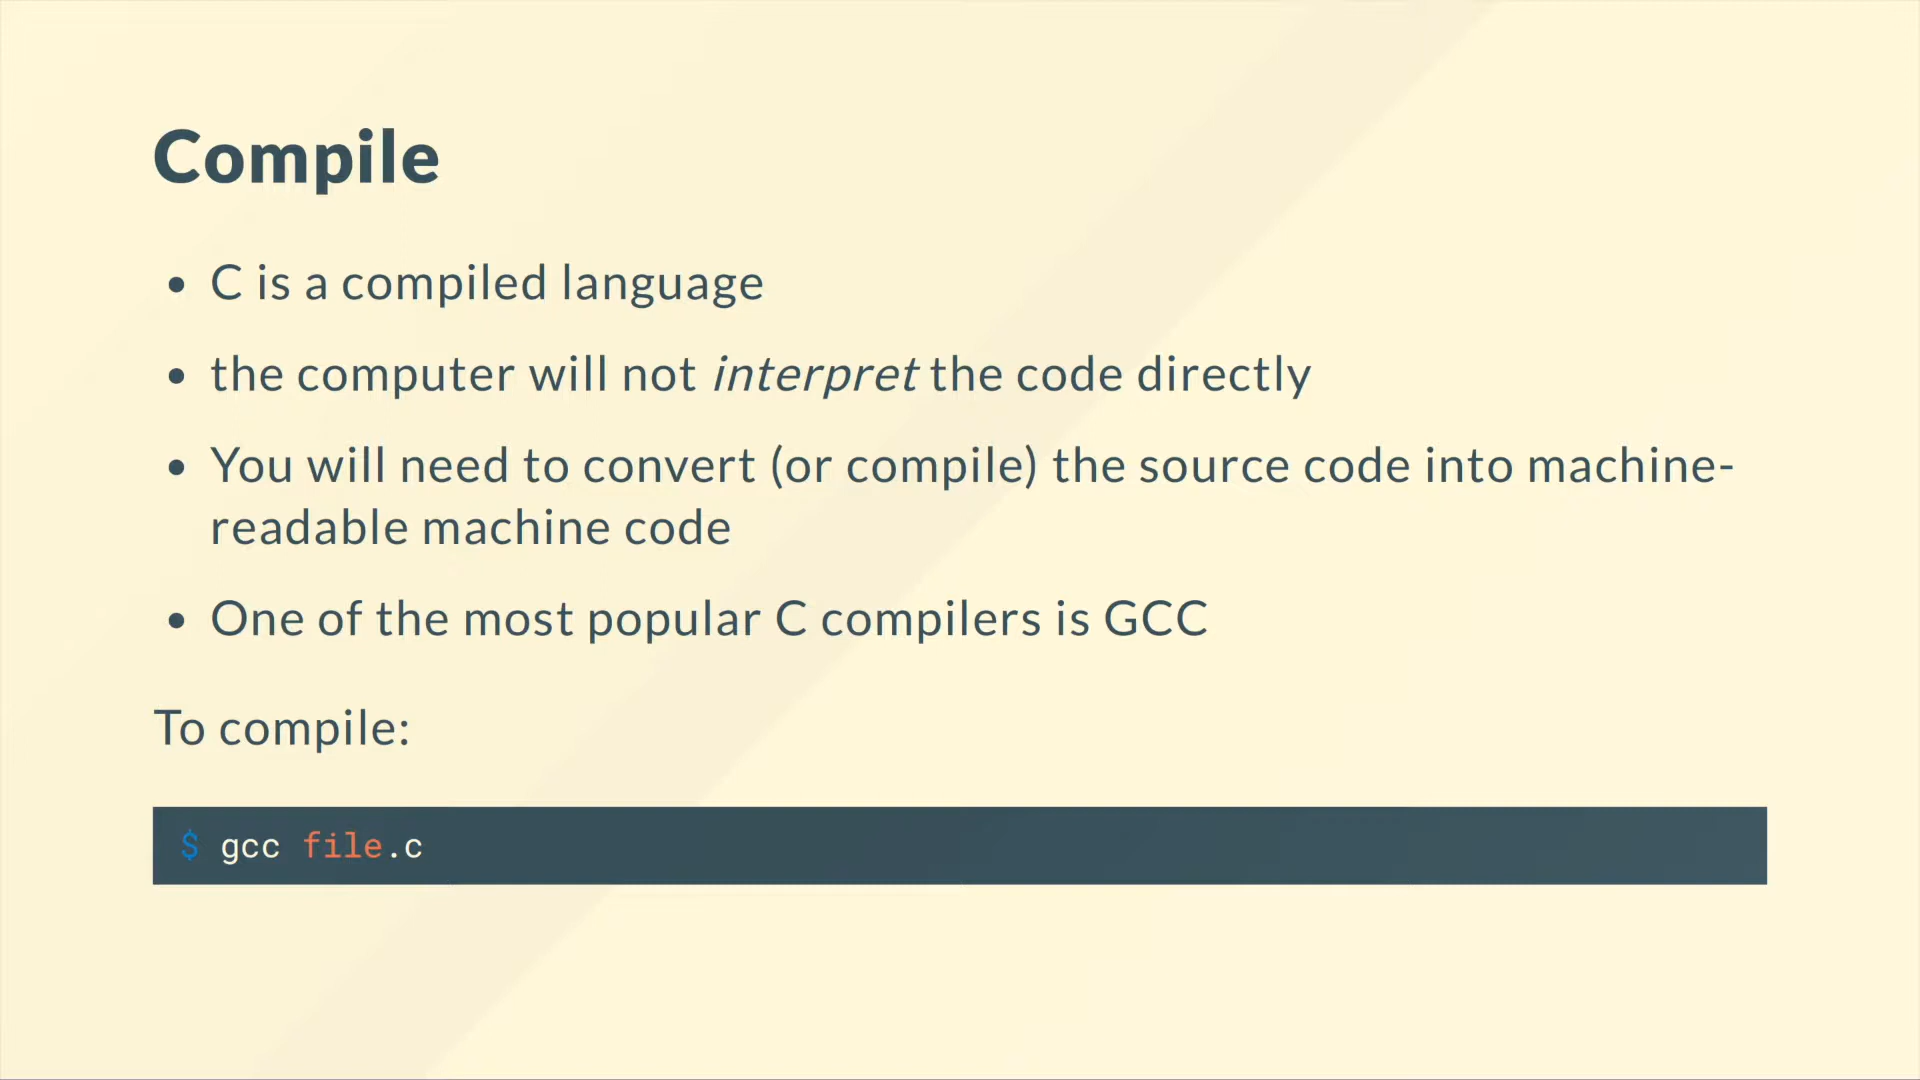 Compile
• C is a compiled language
• the computer will not interpret the code directly
• You will need to convert (or compile) the source code into machine-
readable machine code
• One of the most popular C compilers is GCC
To compile:
$ gcc file.c